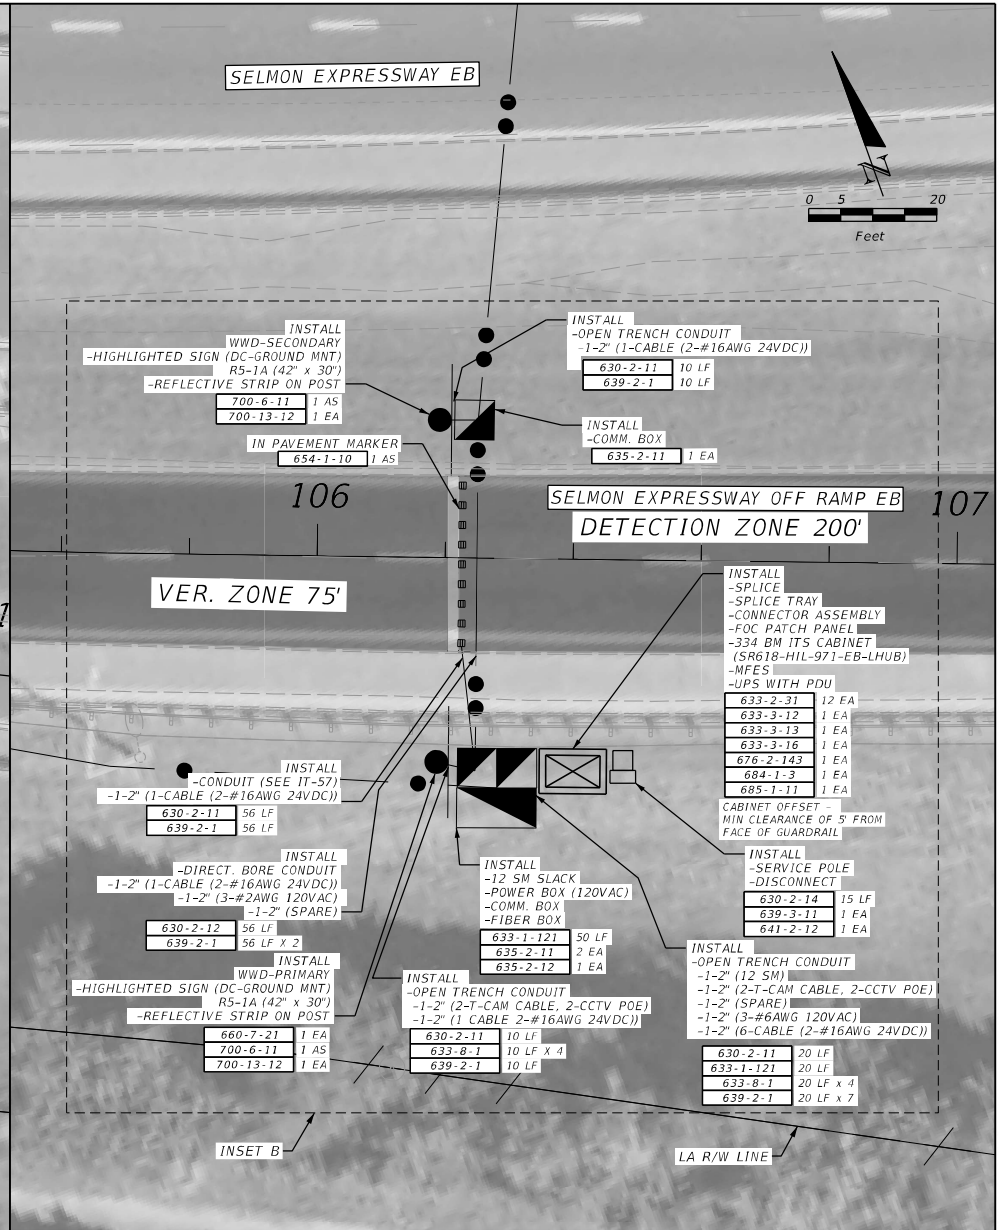 SELMON EXPRESSWAY EB
N
0 5 20
Feet
INSTALL
WWD-SECONDARY
-HIGHLIGHTED SIGN (DC-GROUND MNT)
R5-1A (42" x 30")
-REFLECTIVE STRIP ON POST
700-6-11 1 AS
700-13-12 1 EA
IN PAVEMENT MARKER
654-1-10 1 AS
INSTALL
-OPEN TRENCH CONDUIT
-1-2" (1-CABLE (2-#16AWG 24VDC))
630-2-11 10 LF
639-2-1 10 LF
INSTALL
-COMM. BOX
635-2-11 1 EA
106
SELMON EXPRESSWAY OFF RAMP EB
107
DETECTION ZONE 200'
VER. ZONE 75'
1
INSTALL
-SPLICE
-SPLICE TRAY
-CONNECTOR ASSEMBLY
-FOC PATCH PANEL
-334 BM ITS CABINET
(SR618-HIL-971-EB-LHUB)
-MFES
-UPS WITH PDU
633-2-31 12 EA
633-3-12 1 EA
633-3-13 1 EA
633-3-16 1 EA
676-2-143 1 EA
684-1-3 1 EA
685-1-11 1 EA
CABINET OFFSET -
MIN CLEARANCE OF 5' FROM
FACE OF GUARDRAIL
INSTALL
-CONDUIT (SEE IT-57)
-1-2" (1-CABLE (2-#16AWG 24VDC))
630-2-11 56 LF
639-2-1 56 LF
INSTALL
-DIRECT. BORE CONDUIT
-1-2" (1-CABLE (2-#16AWG 24VDC))
-1-2" (3-#2AWG 120VAC)
-1-2" (SPARE)
630-2-12 56 LF
639-2-1 56 LF X 2
INSTALL
WWD-PRIMARY
-HIGHLIGHTED SIGN (DC-GROUND MNT)
R5-1A (42" x 30")
-REFLECTIVE STRIP ON POST
660-7-21 1 EA
700-6-11 1 AS
700-13-12 1 EA
INSTALL
-12 SM SLACK
-POWER BOX (120VAC)
-COMM. BOX
-FIBER BOX
633-1-121 50 LF
635-2-11 2 EA
635-2-12 1 EA
INSTALL
-OPEN TRENCH CONDUIT
-1-2" (2-T-CAM CABLE, 2-CCTV POE)
-1-2" (1 CABLE 2-#16AWG 24VDC))
630-2-11 10 LF
633-8-1 10 LF X 4
639-2-1 10 LF
INSTALL
-SERVICE POLE
-DISCONNECT
630-2-14 15 LF
639-3-11 1 EA
641-2-12 1 EA
INSTALL
-OPEN TRENCH CONDUIT
-1-2" (12 SM)
-1-2" (2-T-CAM CABLE, 2-CCTV POE)
-1-2" (SPARE)
-1-2" (3-#6AWG 120VAC)
-1-2" (6-CABLE (2-#16AWG 24VDC))
630-2-11 20 LF
633-1-121 20 LF
633-8-1 20 LF x 4
639-2-1 20 LF x 7
INSET B
LA R/W LINE